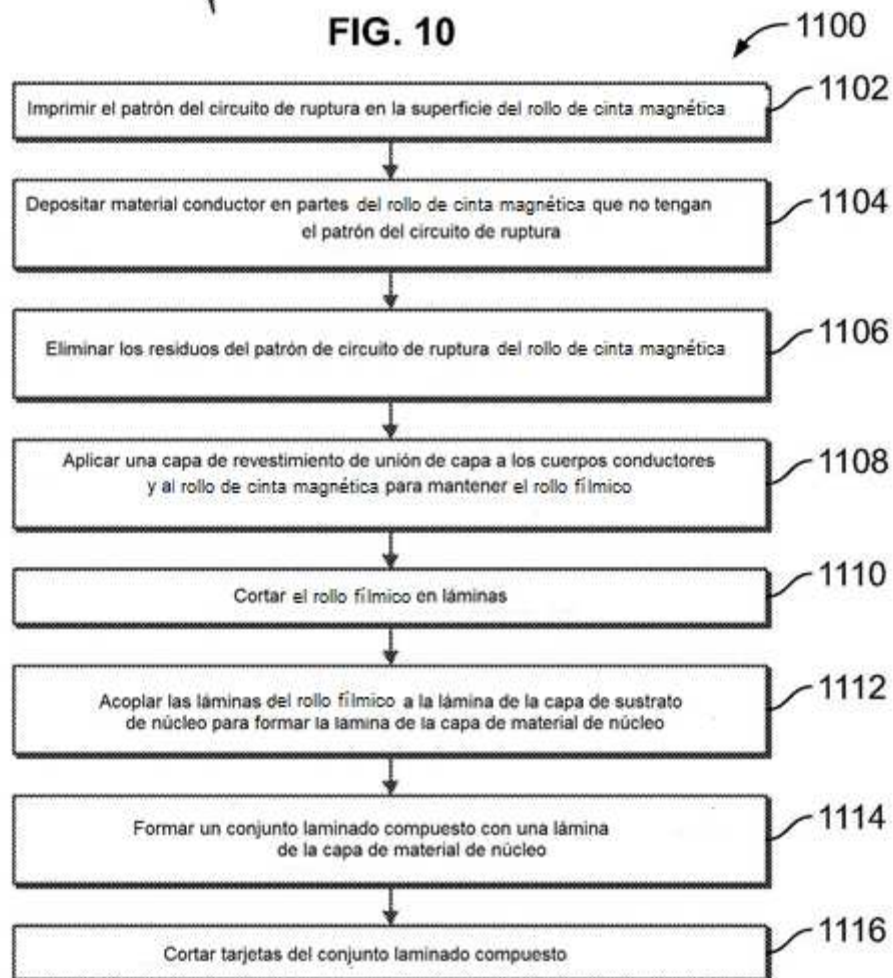 FIG. 10
1100
Imprimir el patrón del circuito de ruptura en la superficie del rollo de cinta magnética
1102
Depositar material conductor en partes del rollo de cinta magnética que no tengan
el patrón del circuito de ruptura
1104
Eliminar los residuos del patrón de circuito de ruptura del rollo de cinta magnética
1106
Aplicar una capa de revestimiento de unión de capa a los cuerpos conductores
y al rollo de cinta magnética para mantener el rollo fílmico
1108
Cortar el rollo fílmico en láminas
1110
Acoplar las láminas del rollo fílmico a la lámina de la capa de sustrato
de núcleo para formar la lamina de la capa de material de núcleo
1112
Formar un conjunto laminado compuesto con una lámina
de la capa de material de núcleo
1114
Cortar tarjetas del conjunto laminado compuesto
1116